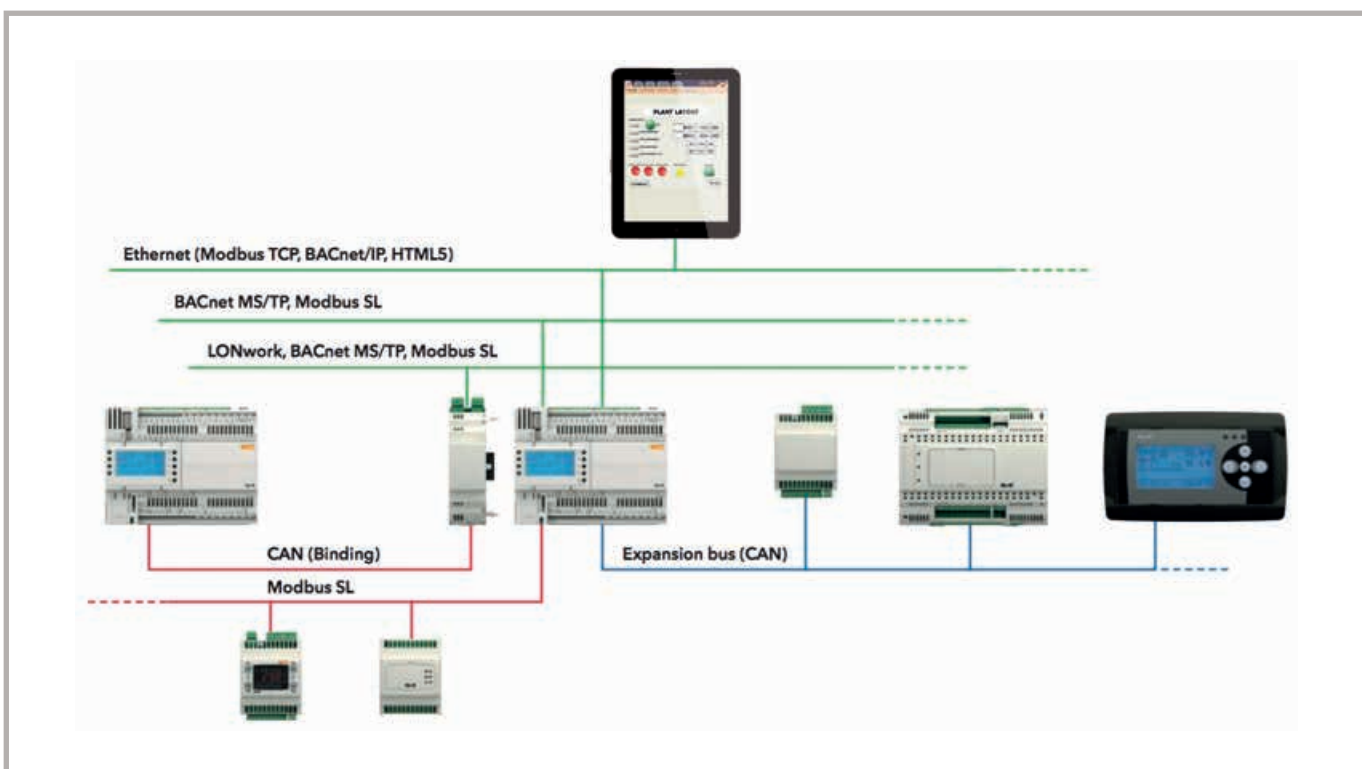 PLANT LAYOUT
Ethernet (Modbus TCP, BACnet/IP, HTML5)
BACnet MS/TP, Modbus SL
LONwork, BACnet MS/TP, Modbus SL
CAN (Binding)
Expansion bus (CAN)
Modbus SL